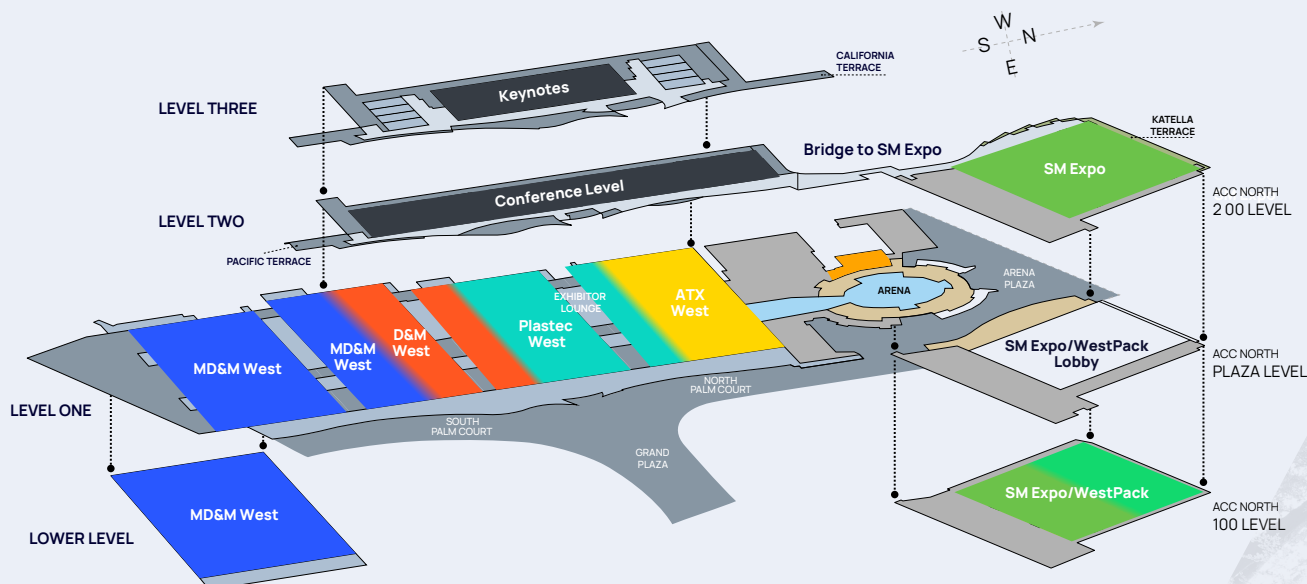 W
S N
E
CALIFORNIA
TERRACE
LEVEL THREE
Keynotes
KATELLA
TERRACE
Bridge to SM Expo
SM Expo
Conference Level
ACC NORTH
2 00 LEVEL
LEVEL TWO
PACIFIC TERRACE
ARENA
PLAZA
ARENA
EXHIBITOR
LOUNGE
ATX
West
Plastec
West
D&M
West
MD&M
West
MD&M West
SM Expo/WestPack
Lobby
ACC NORTH
PLAZA LEVEL
NORTH
PALM COURT
LEVEL ONE
SOUTH
PALM COURT
GRAND
PLAZA
SM Expo/WestPack
MD&M West
ACC NORTH
100 LEVEL
LOWER LEVEL